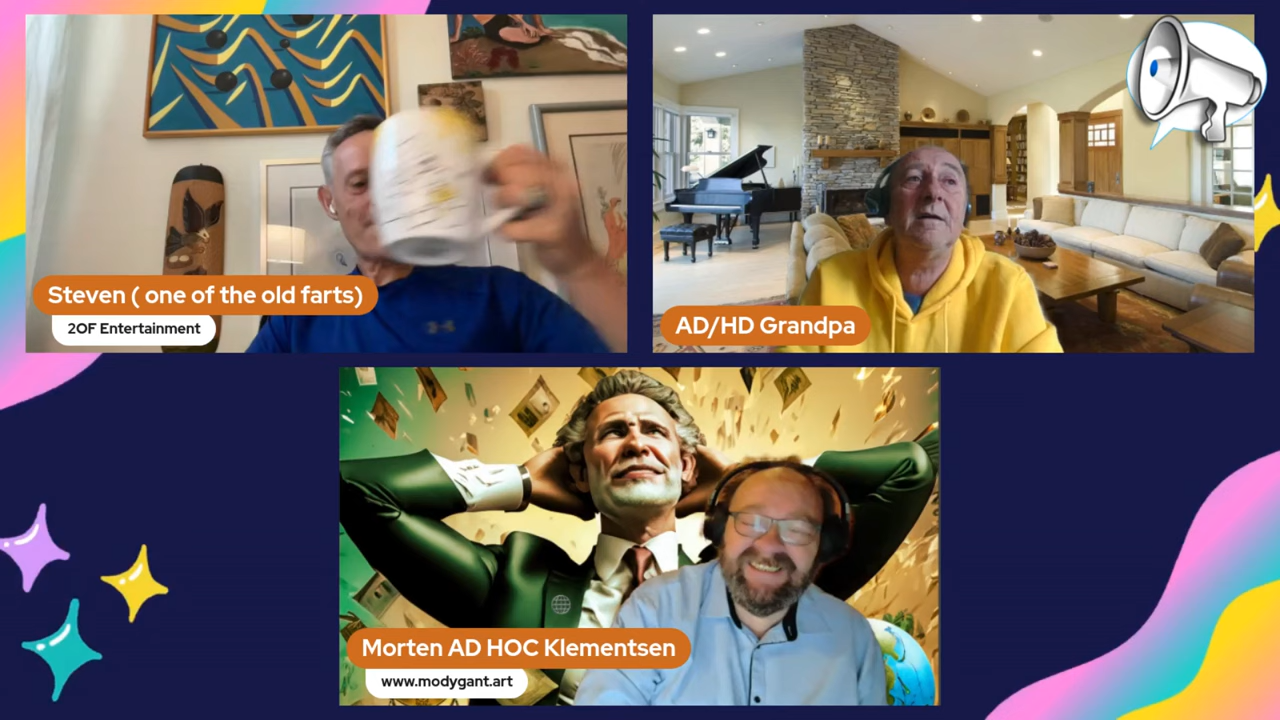 Steven ( one of the old farts)
2OF Entertainment
AD/HD Grandpa
Morten AD HOC Klementsen
www.modygant.art